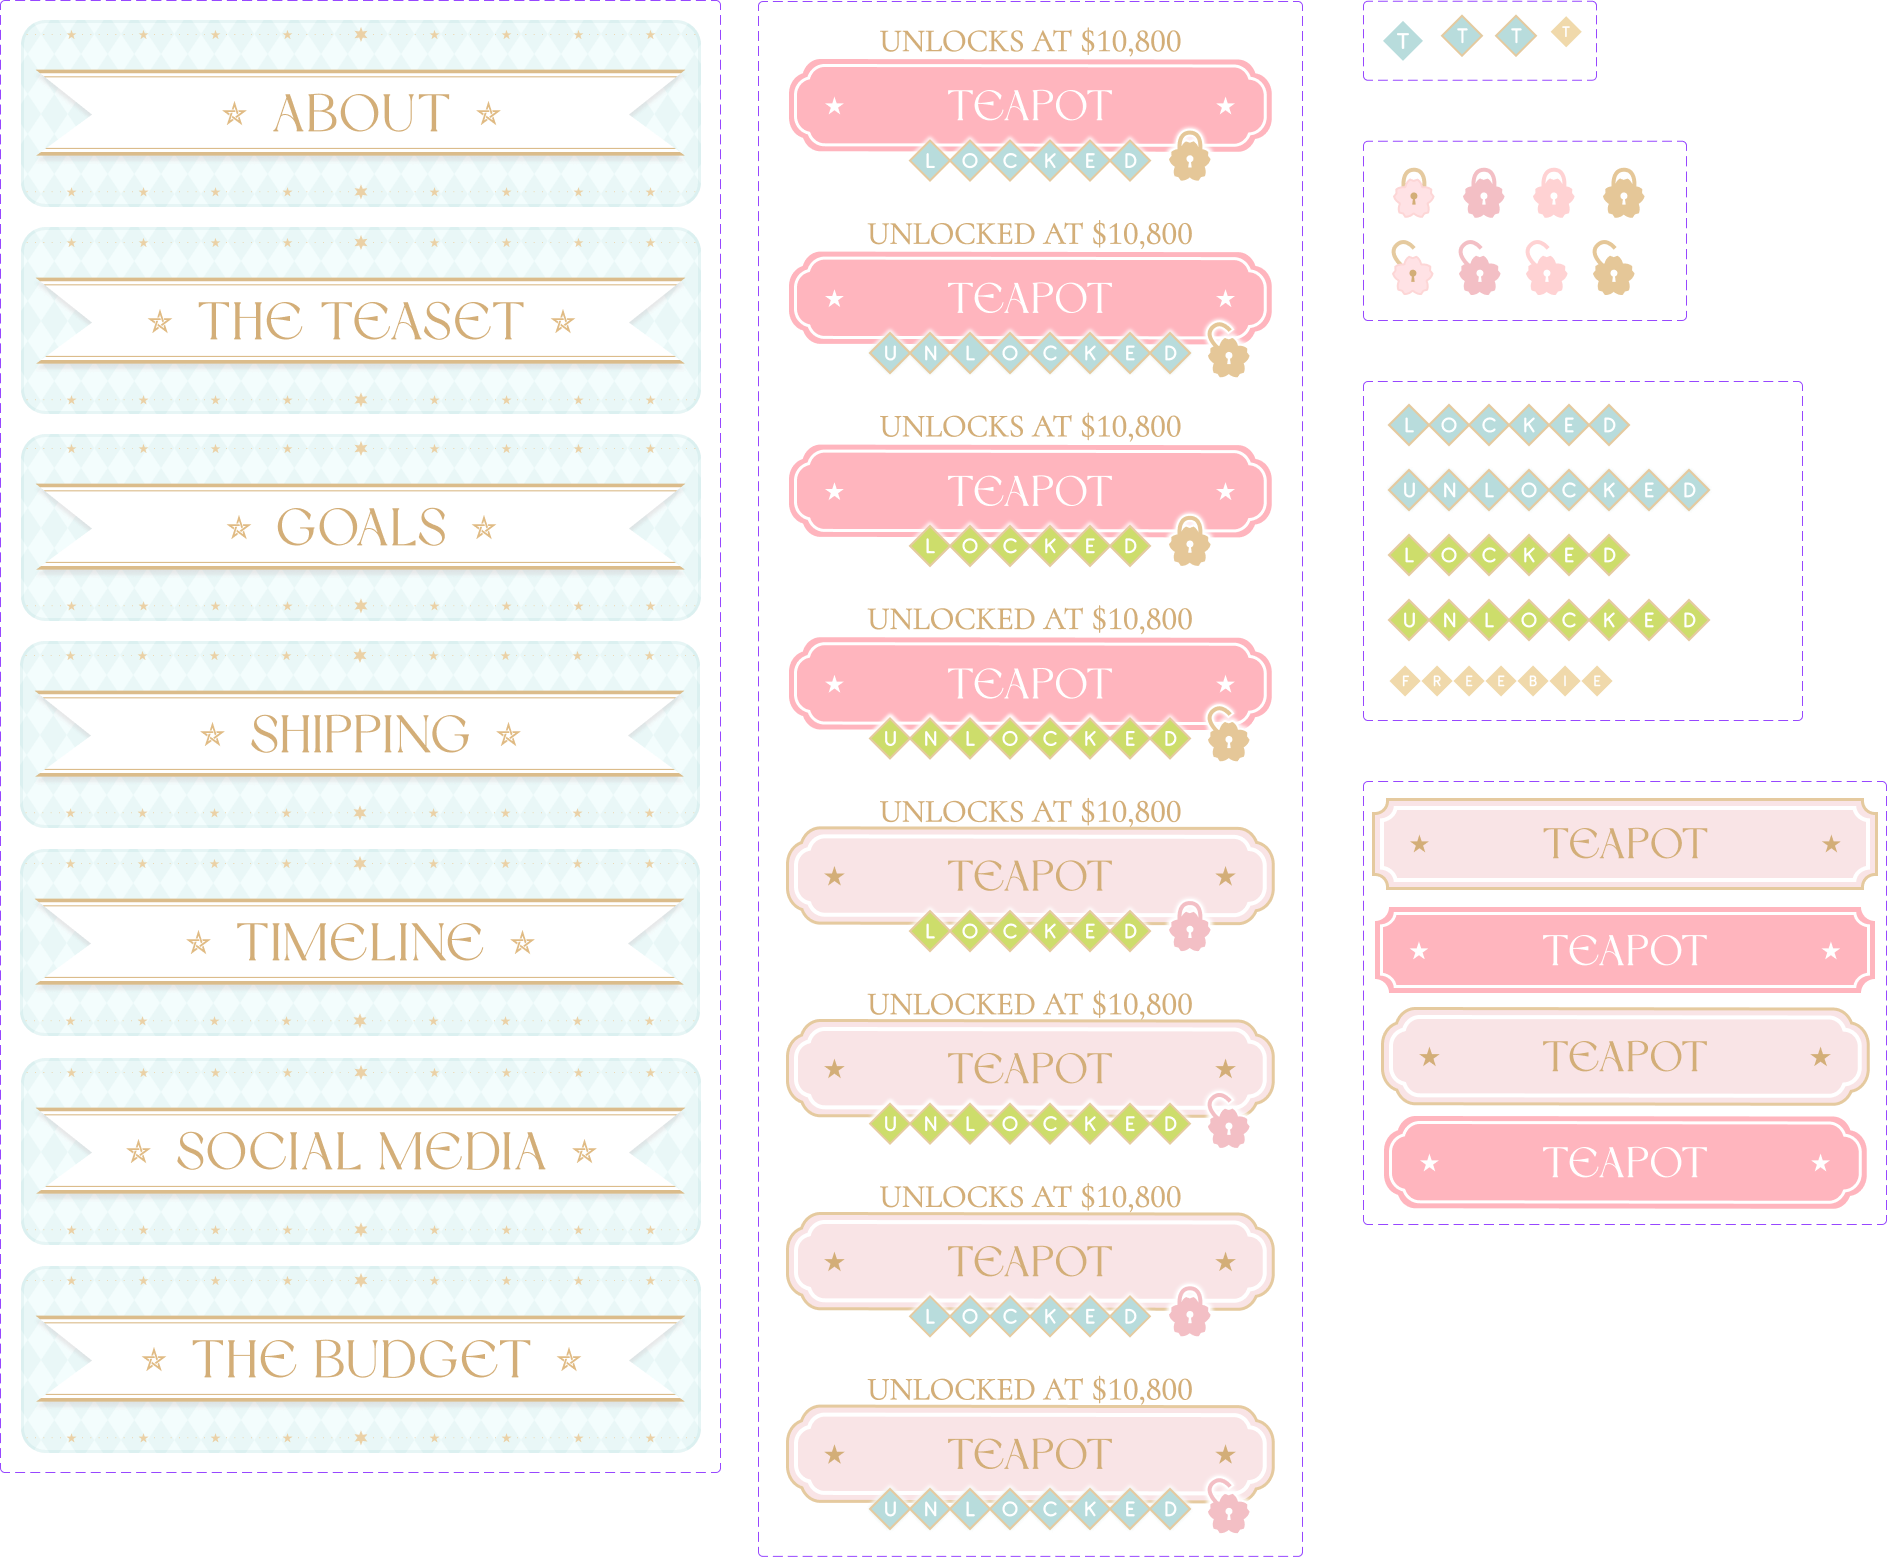 ABOUT
THE TEASET
GOALS
SHIPPING
TIMELINE
SOCIAL MEDIA
THE BUDGET
UNLOCKS AT $10,800
TEAPOT
LOCKED
UNLOCKED AT $10,800
TEAPOT
UNLOCKED
UNLOCKS AT $10,800
TEAPOT
LOCKED
UNLOCKED AT $10,800
TEAPOT
UNLOCKED
UNLOCKS AT $10,800
TEAPOT
LOCKED
UNLOCKED AT $10,800
TEAPOT
UNLOCKED
UNLOCKS AT $10,800
TEAPOT
LOCKED
UNLOCKED AT $10,800
TEAPOT
UNLOCKED
T T T T
LOCKED
UNLOCKED
LOCKED
UNLOCKED
FREEBIE
TEAPOT
TEAPOT
TEAPOT
TEAPOT